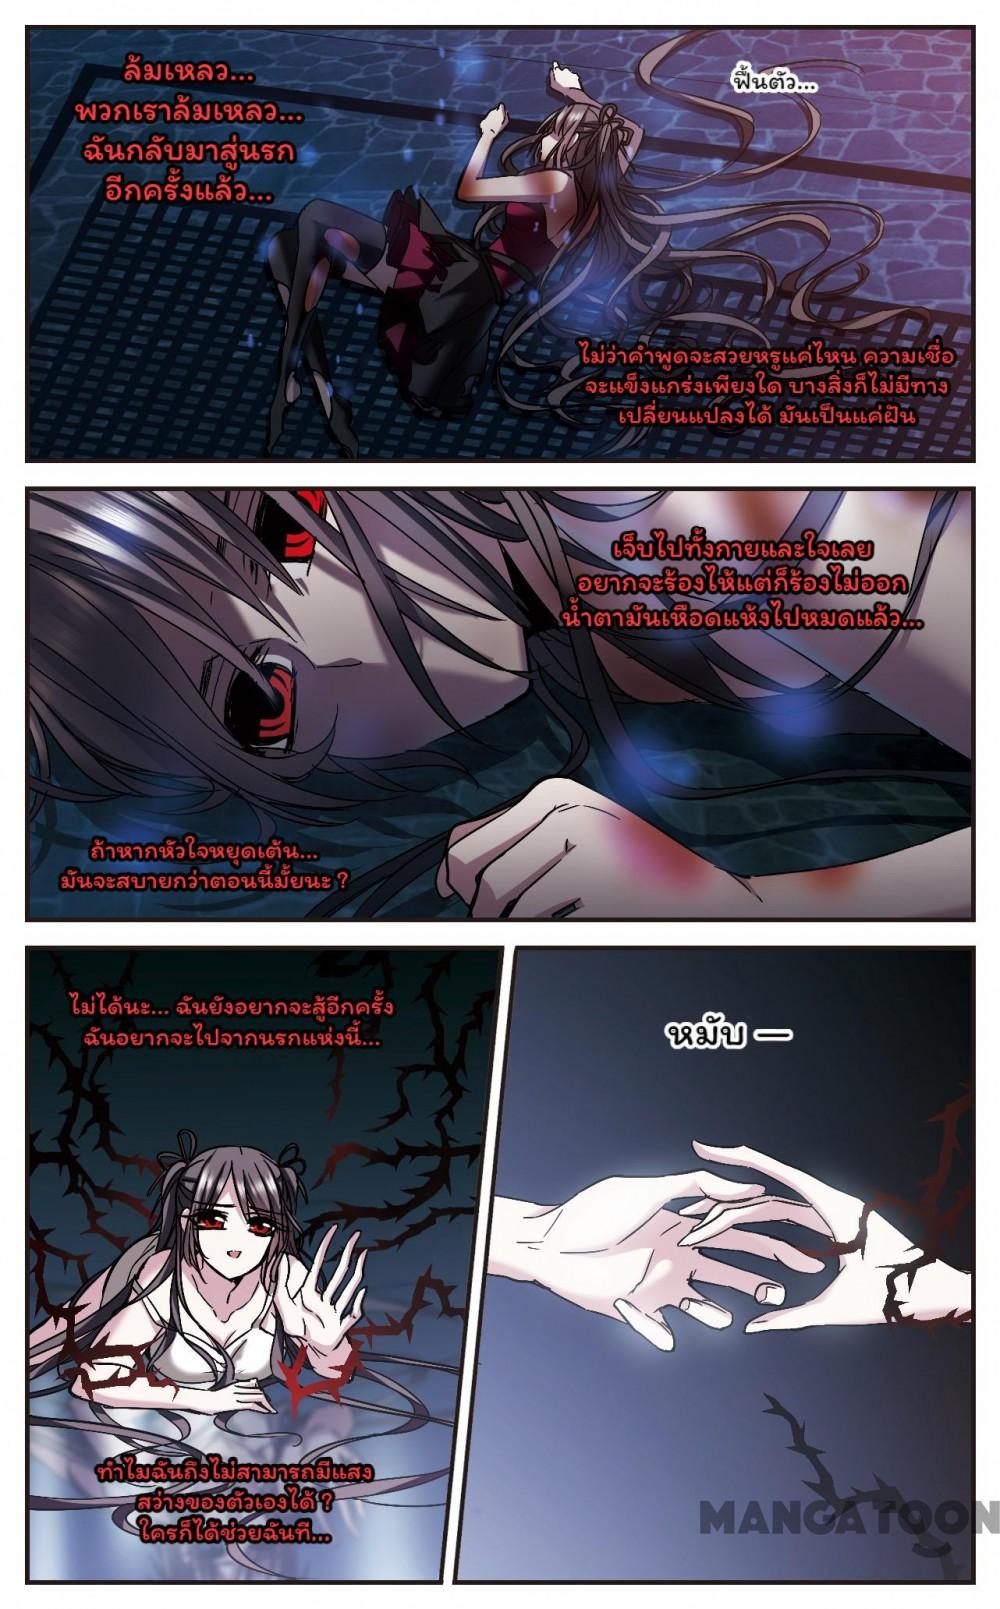 ล้มเหลว...
พวกเราล้มเหลว...
ฉันกลับมาสู่นรก
อีกครั้งแล้ว...
ฟื้นตัว...
ไม่ว่าคำพูดจะสวยหรูแค่ไหน ความเชื่อ
จะแข็งแกร่งเพียงใด บางสิ่งก็ไม่มีทาง
เปลี่ยนแปลงได้ มันเป็นแค่ฝัน
เจ็บไปทั้งกายและใจเลย
อยากจะร้องไห้แต่ก็ร้องไม่ออก
น้ำตามันเหือดแห้งไปหมดแล้ว...
ถ้าหากหัวใจหยุดเต้น...
มันจะสบายกว่าตอนนี้มั้ยนะ ?
ไม่ได้นะ... ฉันยังอยากจะสู้อีกครั้ง
ฉันอยากจะไปจากนรกแห่งนี้...
หมับ —
ทำไมฉันถึงไม่สามารถมีแสง
สว่างของตัวเองได้ ?
ใครก็ได้ช่วยฉันที...
MANGATOON